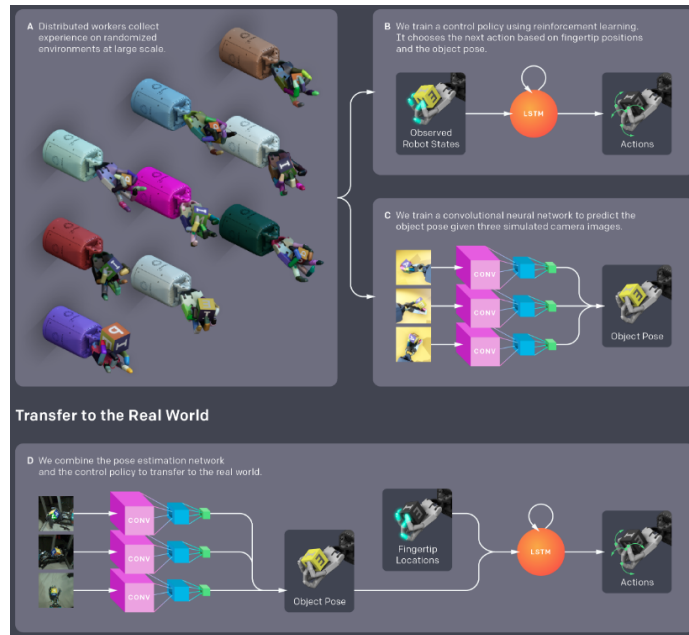 A Distributed workers collect
experience on randomized
environments at large scale.
B We train a control policy using reinforcement learning.
It chooses the next action based on fingertip positions
and the object pose.
Observed
Robot States
LSTM
Actions
C We train a convolutional neural network to predict the
object pose given three simulated camera images.
CONV
CONV
CONV
Object Pose
Transfer to the Real World
D We combine the pose estimation network
and the control policy to transfer to the real world.
CONV
CONV
CONV
Object Pose
Fingertip
Locations
LSTM
Actions